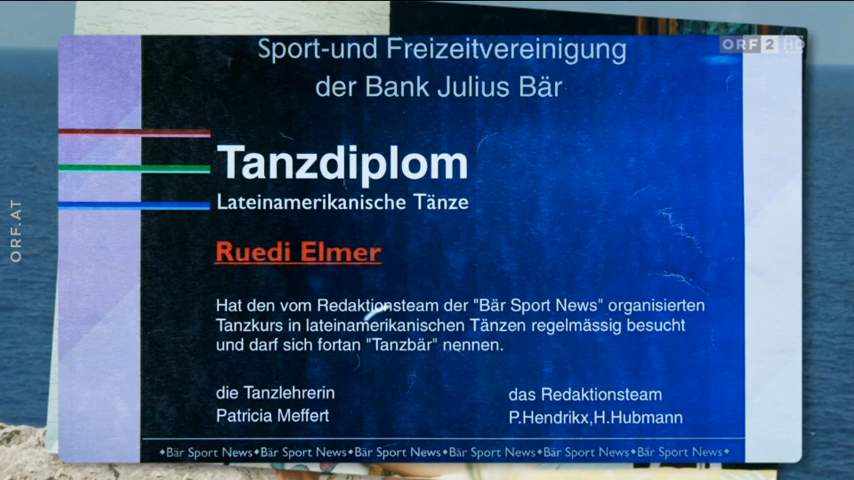 Sport-und Freizeitvereinigung
der Bank Julius Bär
ORF 2 HD
Tanzdiplom
Lateinamerikanische Tänze
ORF.AT
Ruedi Elmer
Hat den vom Redaktionsteam der "Bär Sport News" organisierten
Tanzkurs in lateinamerikanischen Tänzen regelmässig besucht
und darf sich fortan "Tanzbär" nennen.
die Tanzlehrerin
Patricia Meffert
das Redaktionsteam
P.Hendrikx,H.Hubmann
◆Bär Sport News◆Bär Sport News◆Bär Sport News◆Bär Sport News◆Bär Sport News◆Bär Sport News◆